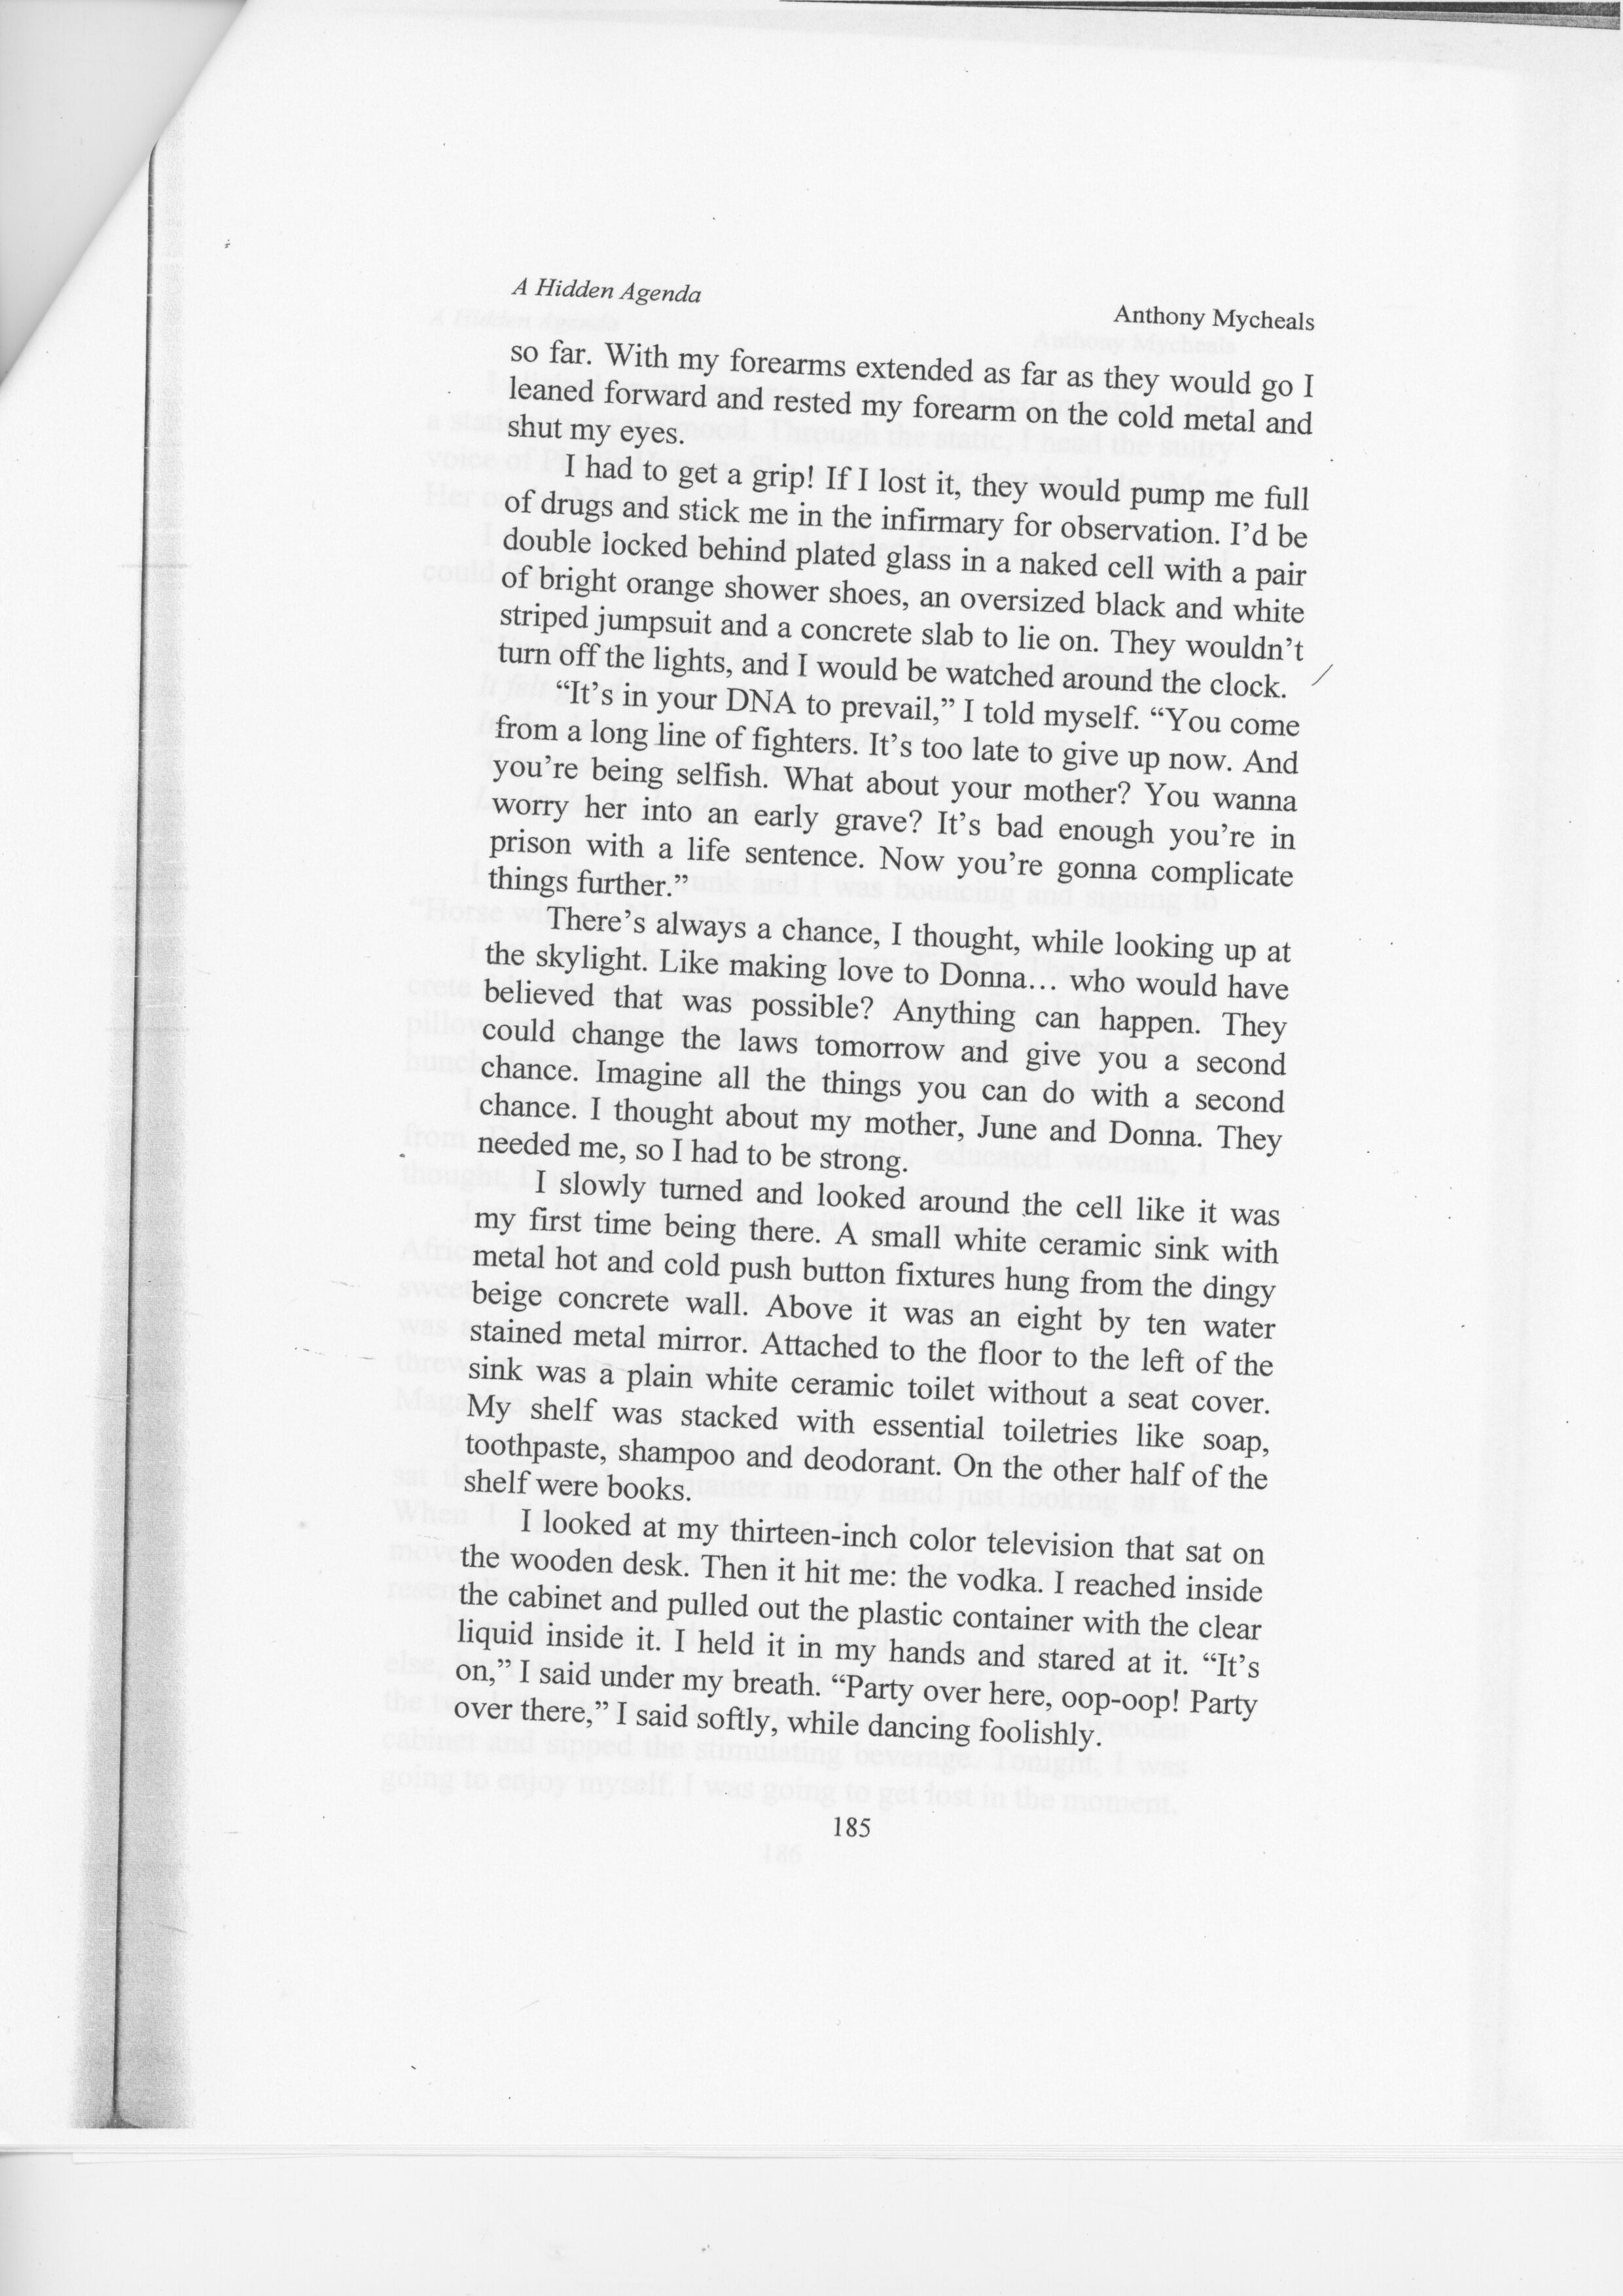 A Hidden Agenda
Anthony Mycheals
so far. With my forearms extended as far as they would go I
leaned forward and rested my forearm on the cold metal and
shut my eyes.
I had to get a grip! If I lost it, they would pump me full
of drugs and stick me in the infirmary for observation. I’d be
double locked behind plated glass in a naked cell with a pair
of bright orange shower shoes, an oversized black and white
striped jumpsuit and a concrete slab to lie on. They wouldn’t
turn off the lights, and I would be watched around the clock.
“It’s in your DNA to prevail,” I told myself. “You come
from a long line of fighters. It’s too late to give up now. And
you’re being selfish. What about your mother? You wanna
worry her into an early grave? It’s bad enough you’re in
prison with a life sentence. Now you’re gonna complicate
things further.”
There’s always a chance, I thought, while looking up at
the skylight. Like making love to Donna… who would have
believed that was possible? Anything can happen. They
could change the laws tomorrow and give you a second
chance. Imagine all the things you can do with a second
chance. I thought about my mother, June and Donna. They
needed me, so I had to be strong.
I slowly turned and looked around the cell like it was
my first time being there. A small white ceramic sink with
metal hot and cold push button fixtures hung from the dingy
beige concrete wall. Above it was an eight by ten water
stained metal mirror. Attached to the floor to the left of the
sink was a plain white ceramic toilet without a seat cover.
My shelf was stacked with essential toiletries like soap,
toothpaste, shampoo and deodorant. On the other half of the
shelf were books.
I looked at my thirteen-inch color television that sat on
the wooden desk. Then it hit me: the vodka. I reached inside
the cabinet and pulled out the plastic container with the clear
liquid inside it. I held it in my hands and stared at it. “It’s
on,” I said under my breath. “Party over here, oop-oop! Party
over there,” I said softly, while dancing foolishly.
185